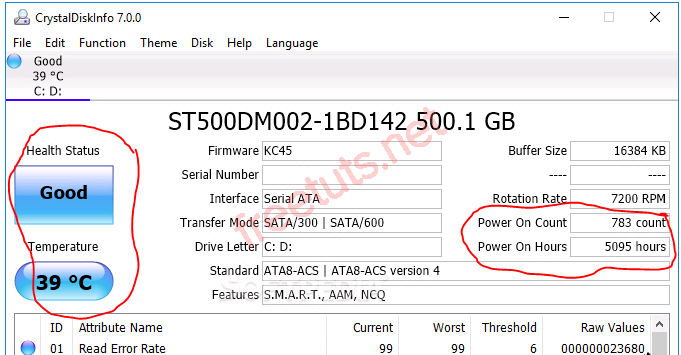 CrystalDiskInfo 7.0.0
File Edit Function Theme Disk Help Language
Good
39 °C
C: D:
ST500DM002-1BD142 500.1 GB
Health Status
Good
Temperature
39 °C
Firmware KC45
Serial Number
Interface Serial ATA
Transfer Mode SATA/300 | SATA/600
Drive Letter C: D:
Standard ATA8-ACS | ATA8-ACS version 4
Features S.M.A.R.T., AAM, NCQ
Buffer Size 16384 KB
---- ----
Rotation Rate 7200 RPM
Power On Count 783 count
Power On Hours 5095 hours
freetuts.net
ID Attribute Name Current Worst Threshold Raw Values
01 Read Error Rate 99 99 6 000000023680